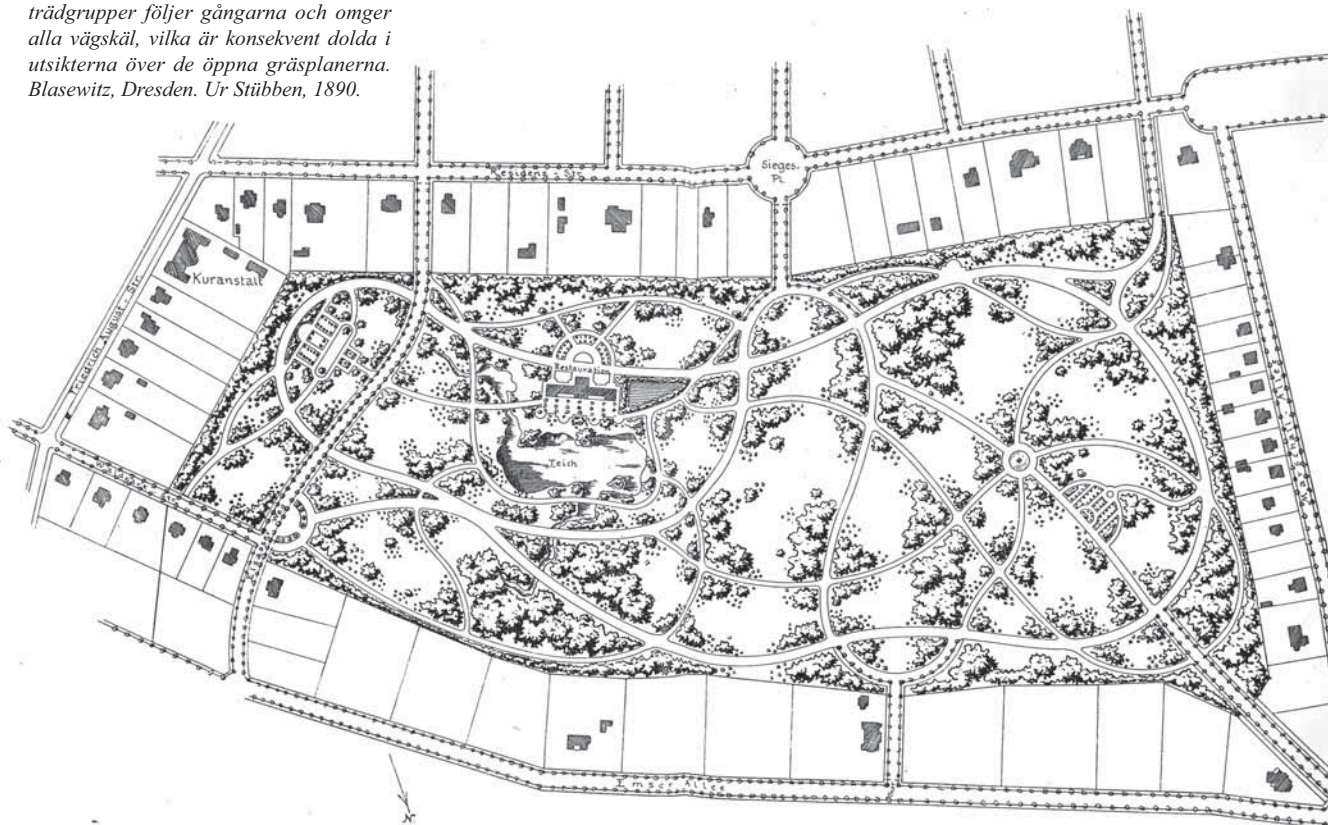 trädgrupper följer gångarna och omger
alla vägskäl, vilka är konsekvent dolda i
utsikterna över de öppna gräsplanerna.
Blasewitz, Dresden. Ur Stübben, 1890.
Sieges
Pl.
Residenz - Str.
Kuranstalt
Friedrich August - Str.
Restauration
Teich
Emser Allee
N.